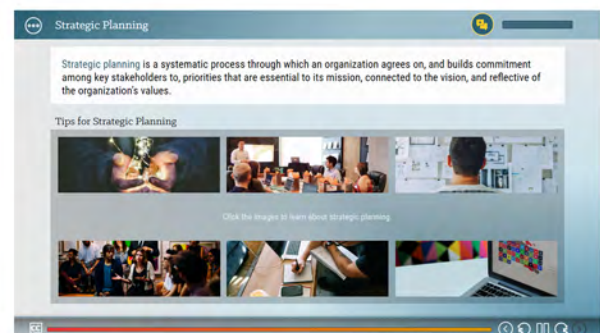 Strategic Planning
Strategic planning is a systematic process through which an organization agrees on, and builds commitment
among key stakeholders to, priorities that are essential to its mission, connected to the vision, and reflective of
the organization's values.
Tips for Strategic Planning
Click the images to learn about strategic planning.
CC